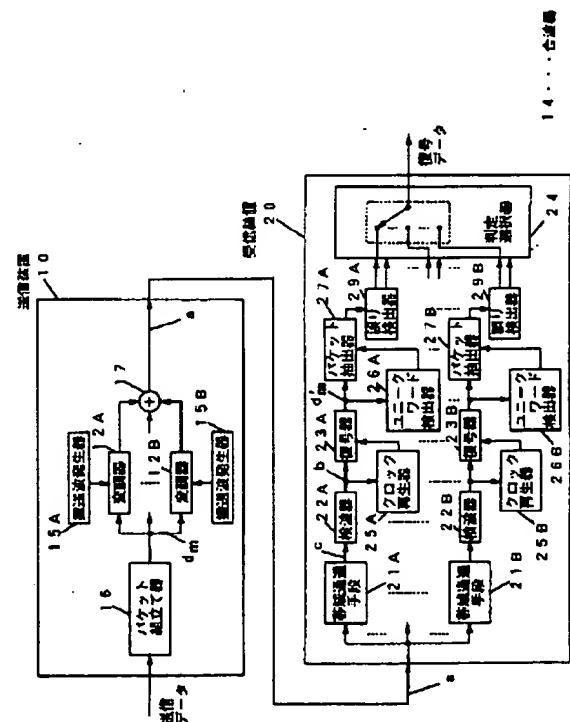 送信装置
10
搬送波発生器
15A
変調器
12A
17
a
変調器
12B
搬送波発生器
15B
dm
16
パケット
組立て器
送信
データ
受信装置
20
復号
データ
判定
選択器
24
27A
パケット
抽出器
29A
誤り
検出器
d'm
26A
ユニーク
ワード
検出器
23A
復号器
b
22A
検波器
c
クロック
再生器
25A
21A
帯域通過
手段
27B
パケット
抽出器
29B
誤り
検出器
ユニーク
ワード
検出器
26B
23B
復号器
22B
検波器
クロック
再生器
25B
帯域通過
手段
21B
a
14・・・合波器